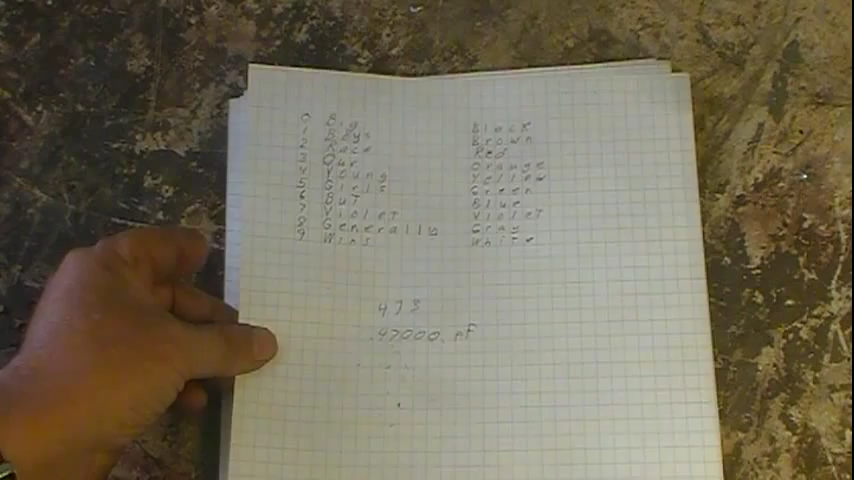 0 Big Black
1 Boys Brown
2 Race Red
3 Our Orange
4 Young Yellow
5 Girls Green
6 But Blue
7 Violet Violet
8 Generally Gray
9 Wins White
473
.47000. nf